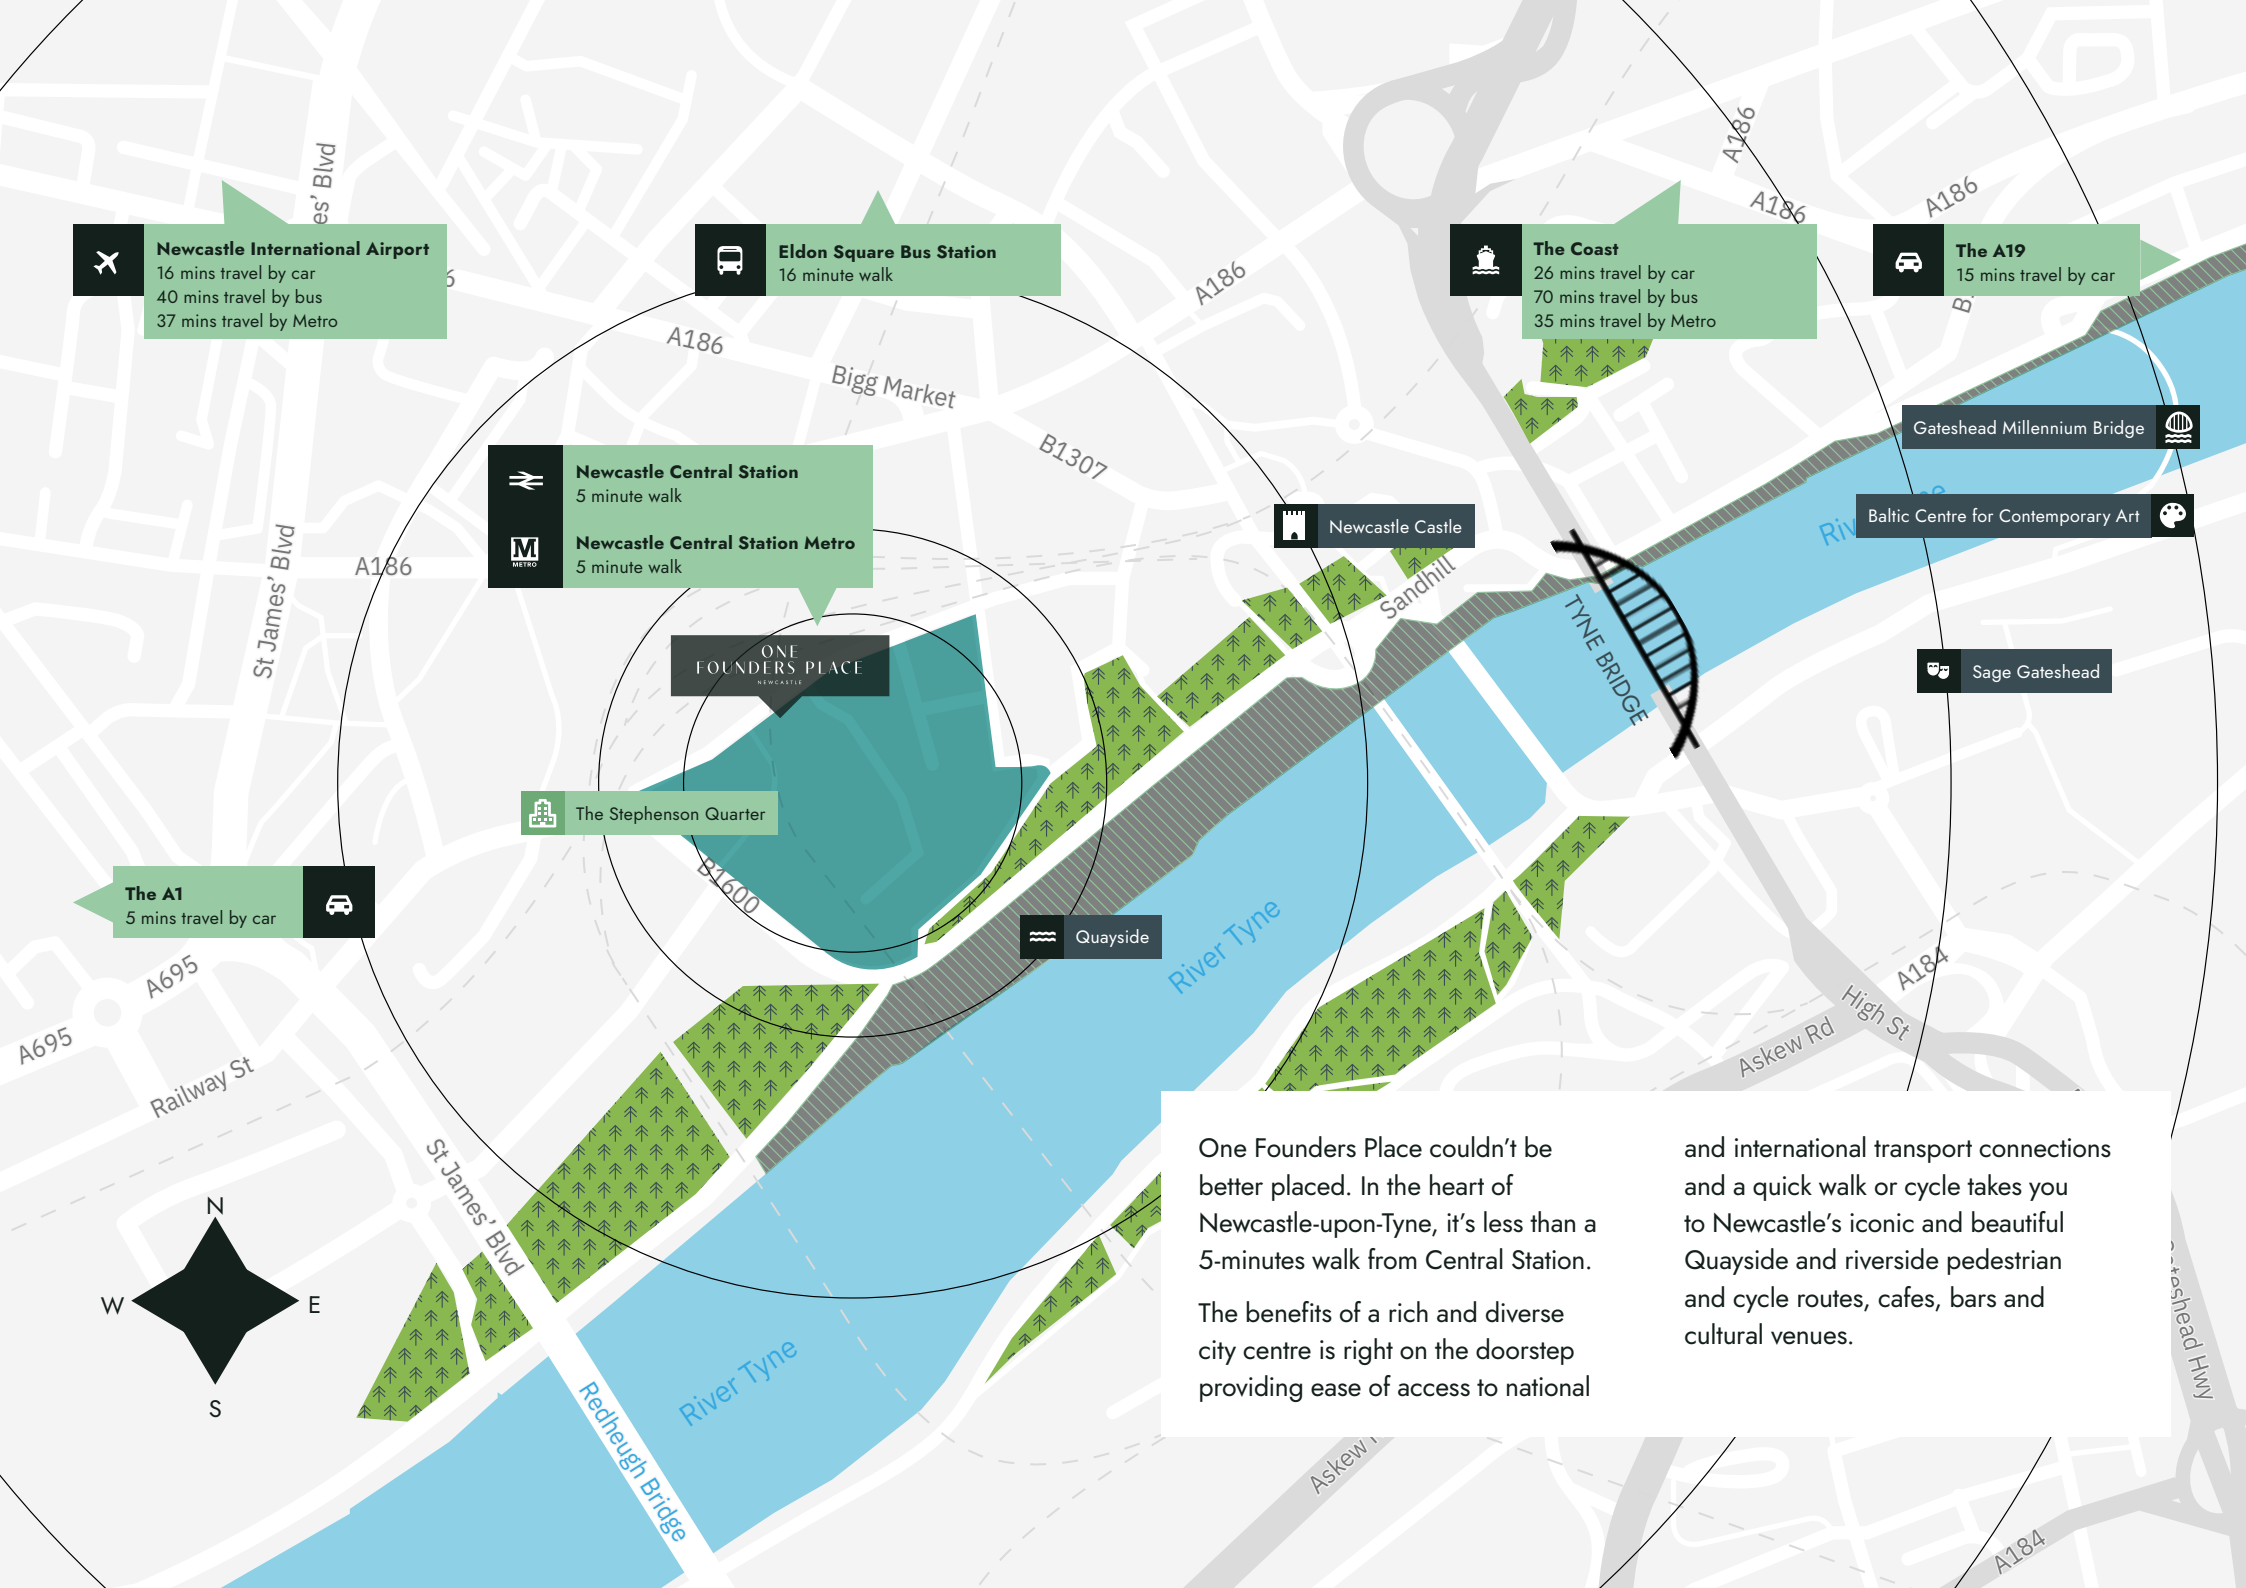 A186
es' Blvd
A186
A186
Newcastle International Airport
16 mins travel by car
40 mins travel by bus
37 mins travel by Metro
Eldon Square Bus Station
16 minute walk
The Coast
26 mins travel by car
70 mins travel by bus
35 mins travel by Metro
The A19
15 mins travel by car
A186
A186
Bigg Market
B1307
Gateshead Millennium Bridge
Newcastle Central Station
5 minute walk
Newcastle Central Station Metro
5 minute walk
M
METRO
Newcastle Castle
Baltic Centre for Contemporary Art
St James' Blvd
A186
Sandhill
TYNE BRIDGE
ONE
FOUNDERS PLACE
NEWCASTLE
Sage Gateshead
The Stephenson Quarter
B1600
The A1
5 mins travel by car
Quayside
River Tyne
A695
A695
Railway St
A184
High St
Askew Rd
St James' Blvd
N
W
E
S
River Tyne
Redheugh Bridge
One Founders Place couldn't be
better placed. In the heart of
Newcastle-upon-Tyne, it's less than a
5-minutes walk from Central Station.
The benefits of a rich and diverse
city centre is right on the doorstep
providing ease of access to national
and international transport connections
and a quick walk or cycle takes you
to Newcastle's iconic and beautiful
Quayside and riverside pedestrian
and cycle routes, cafes, bars and
cultural venues.
Askew
A184